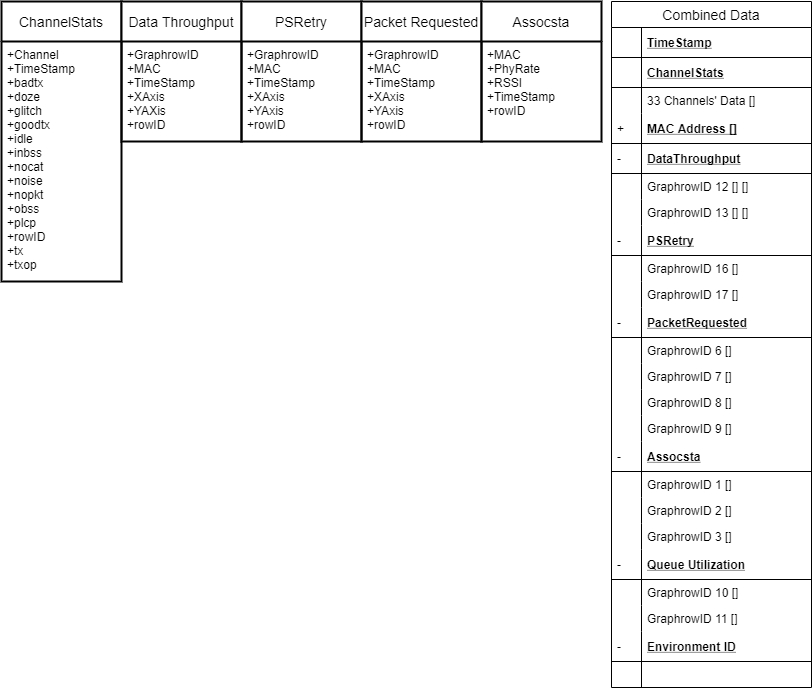 ChannelStats
+Channel
+TimeStamp
+badtx
+doze
+glitch
+goodtx
+idle
+inbss
+nocat
+noise
+nopkt
+obss
+plcp
+rowID
+tx
+txop
Data Throughput
+GraphrowID
+MAC
+TimeStamp
+XAxis
+YAXis
+rowID
PSRetry
+GraphrowID
+MAC
+TimeStamp
+XAxis
+YAxis
+rowID
Packet Requested
+GraphrowID
+MAC
+TimeStamp
+XAxis
+YAxis
+rowID
Assocsta
+MAC
+PhyRate
+RSSI
+TimeStamp
+rowID
Combined Data
TimeStamp
ChannelStats
33 Channels' Data []
+ MAC Address []
- DataThroughput
GraphrowID 12 [] []
GraphrowID 13 [] []
- PSRetry
GraphrowID 16 []
GraphrowID 17 []
- PacketRequested
GraphrowID 6 []
GraphrowID 7 []
GraphrowID 8 []
GraphrowID 9 []
- Assocsta
GraphrowID 1 []
GraphrowID 2 []
GraphrowID 3 []
- Queue Utilization
GraphrowID 10 []
GraphrowID 11 []
- Environment ID